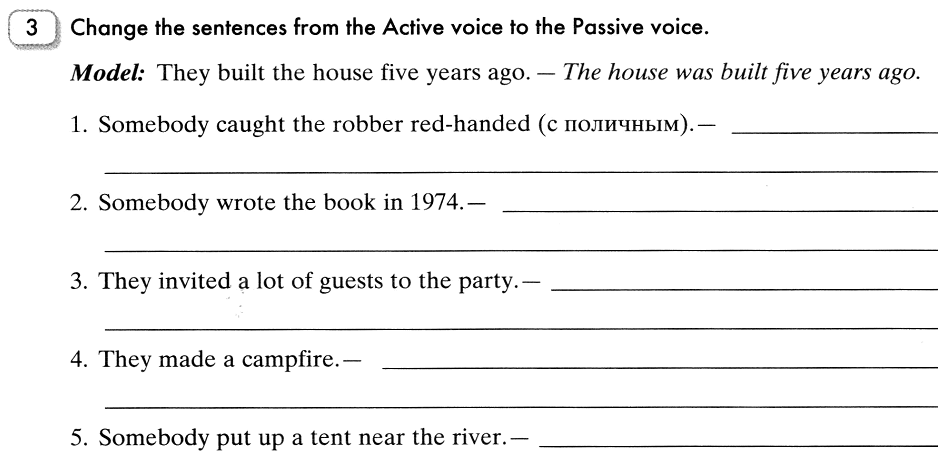 3 Change the sentences from the Active voice to the Passive voice.
Model: They built the house five years ago. — The house was built five years ago.
1. Somebody caught the robber red-handed (с поличным).—
2. Somebody wrote the book in 1974.—
3. They invited a lot of guests to the party.—
4. They made a campfire.—
5. Somebody put up a tent near the river.—